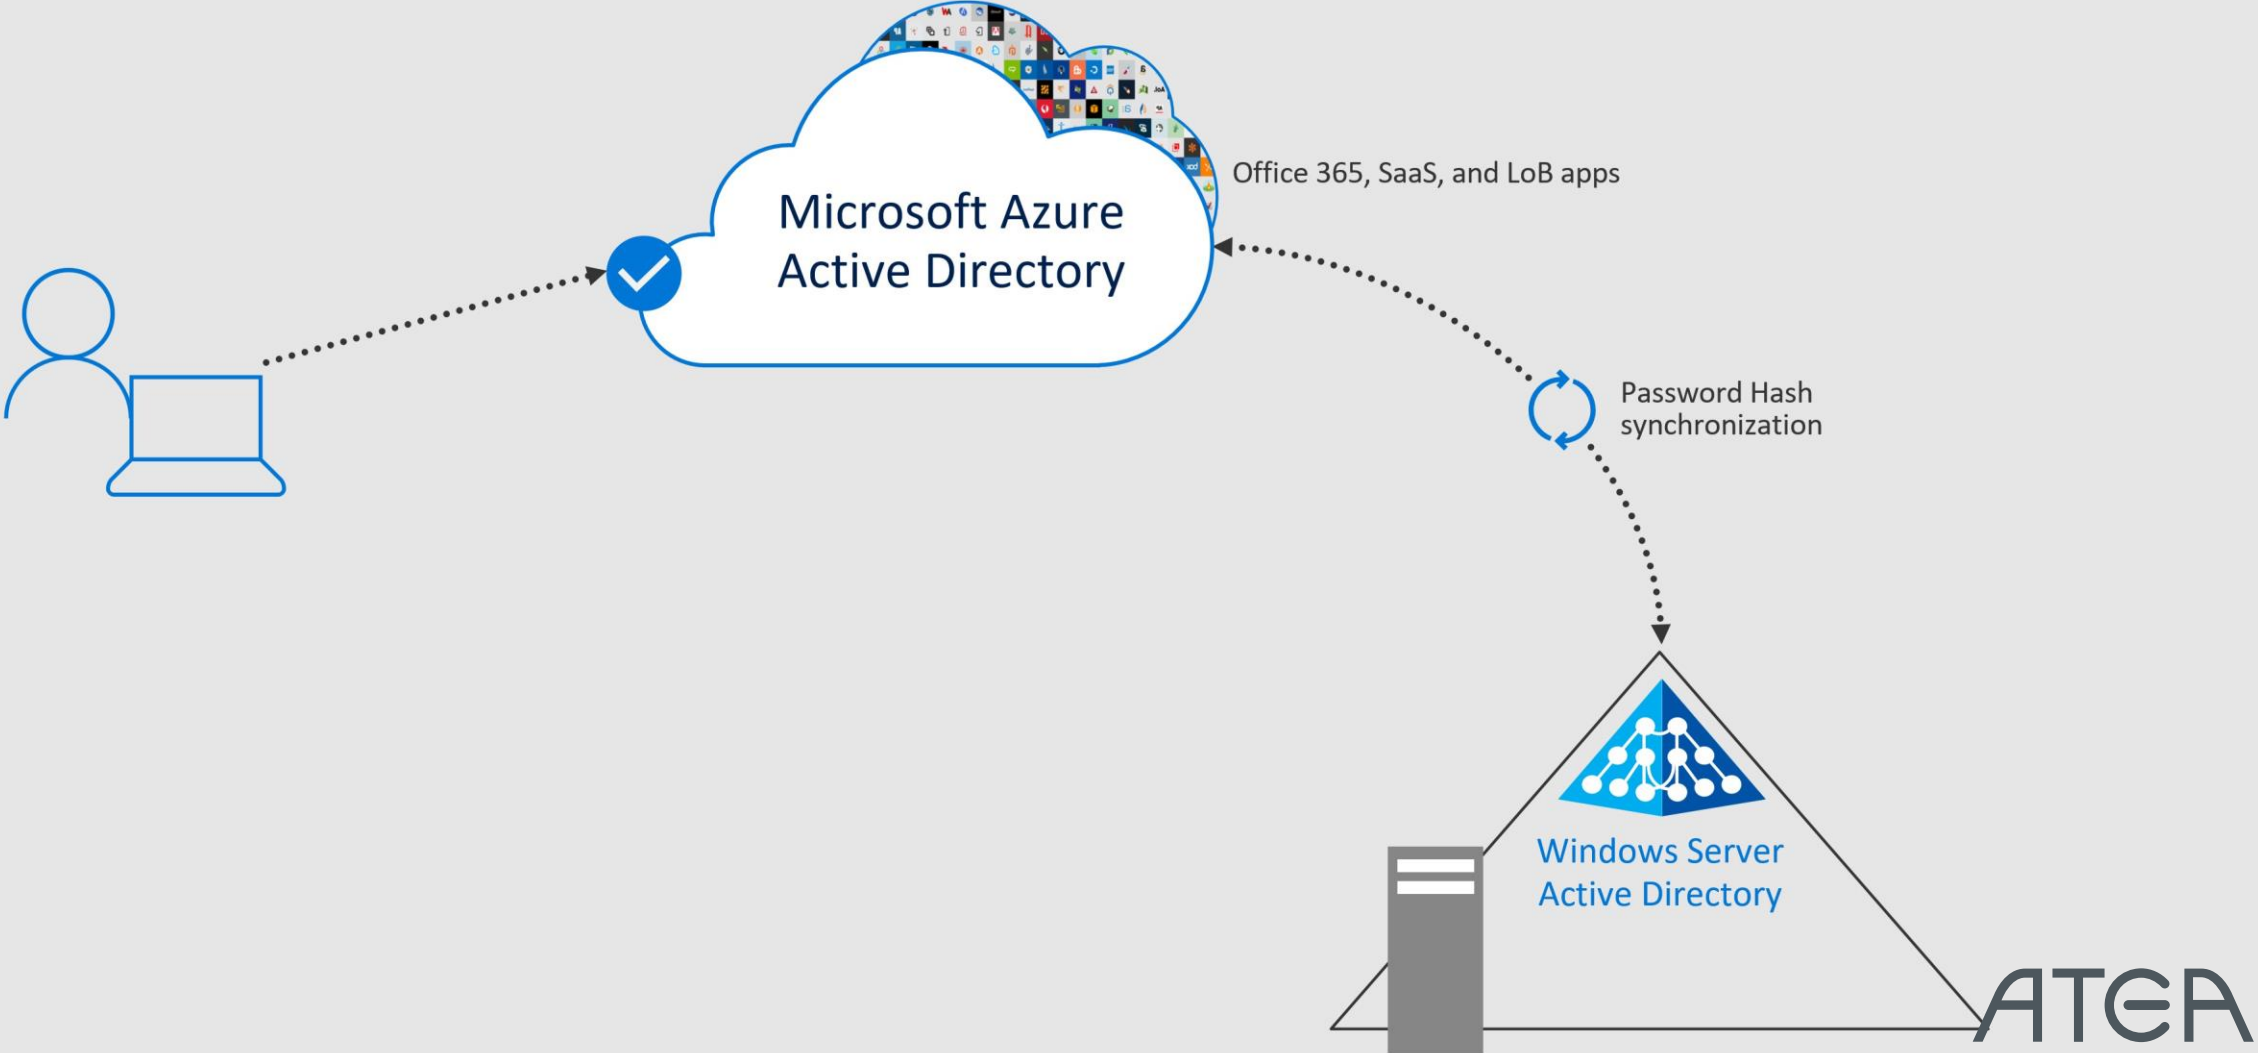 Office 365, SaaS, and LoB apps
Microsoft Azure
Active Directory
Password Hash
synchronization
Windows Server
Active Directory
ATEA